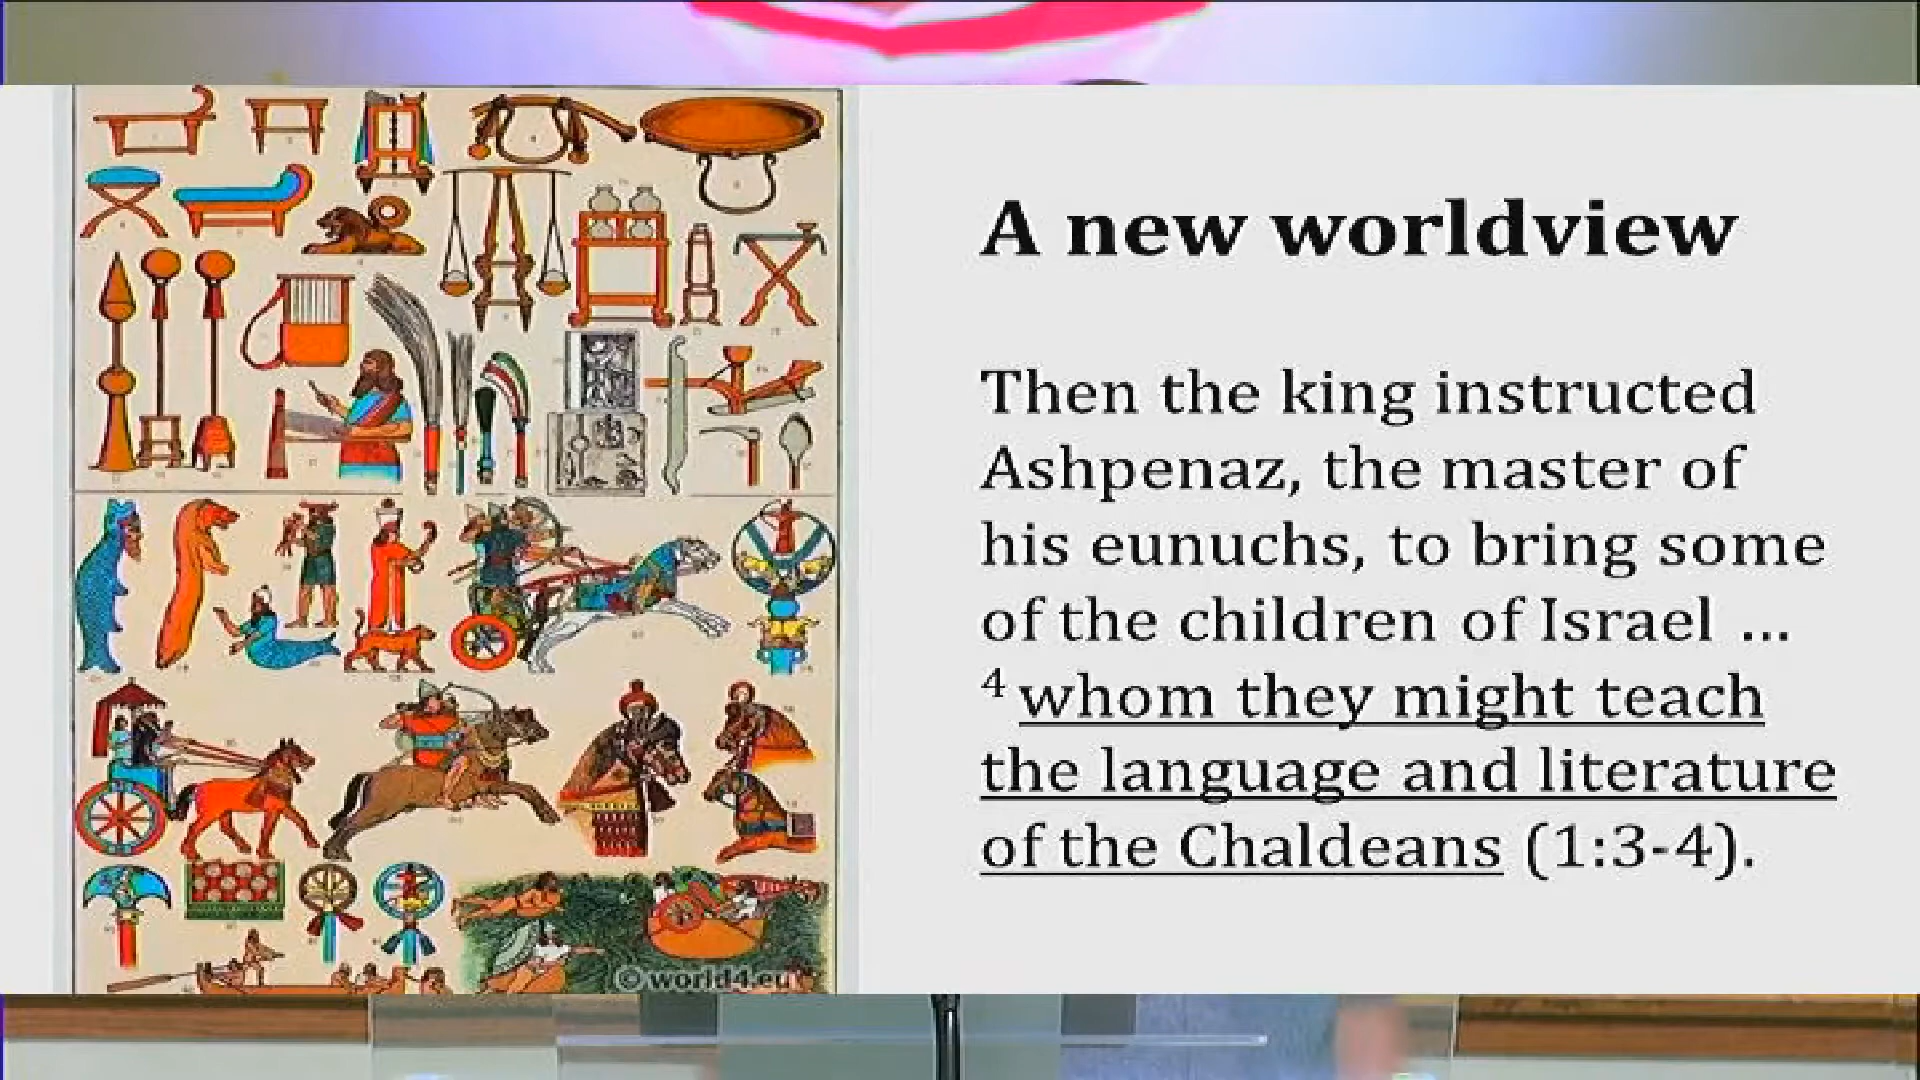 A new worldview
Then the king instructed
Ashpenaz, the master of
his eunuchs, to bring some
of the children of Israel ...
4 whom they might teach
the language and literature
of the Chaldeans (1:3-4).
© world4.eu